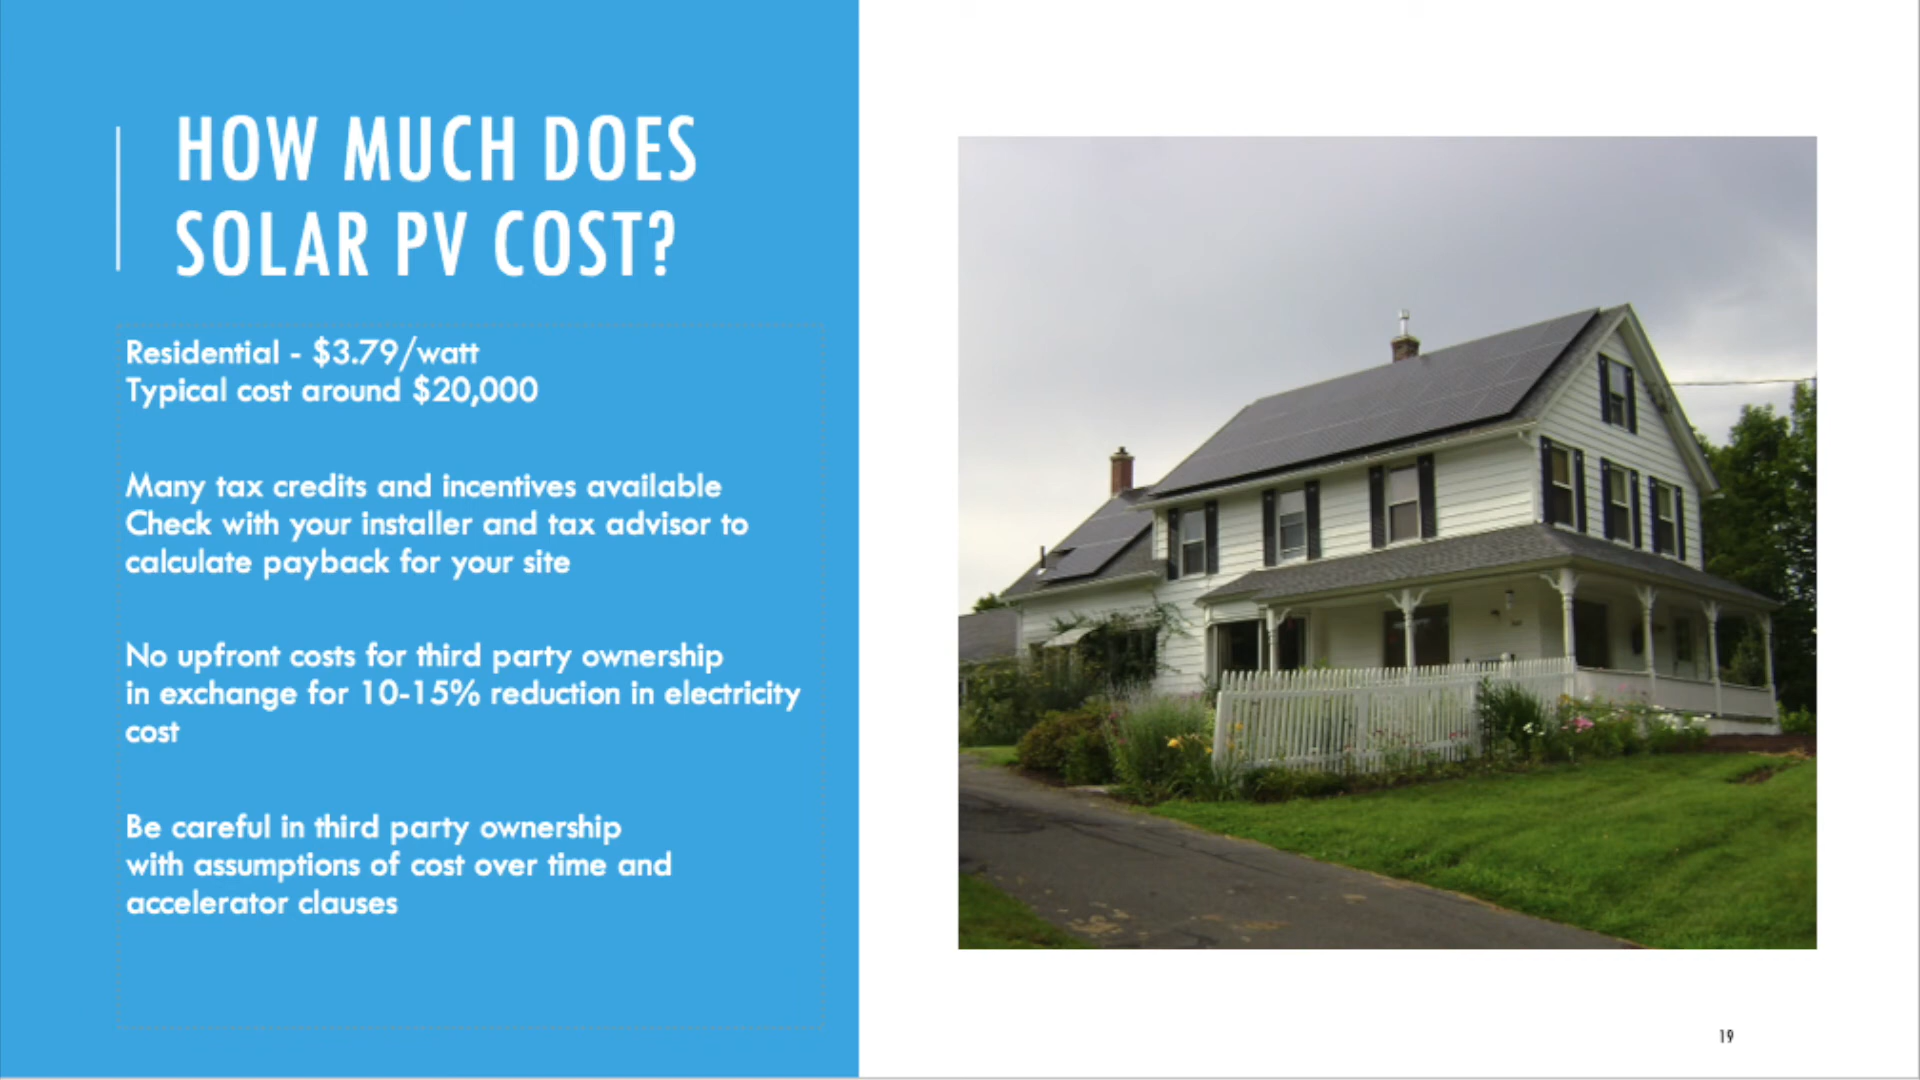 HOW MUCH DOES
SOLAR PV COST?
Residential - $3.79/watt
Typical cost around $20,000
Many tax credits and incentives available
Check with your installer and tax advisor to
calculate payback for your site
No upfront costs for third party ownership
in exchange for 10-15% reduction in electricity
cost
Be careful in third party ownership
with assumptions of cost over time and
accelerator clauses
19